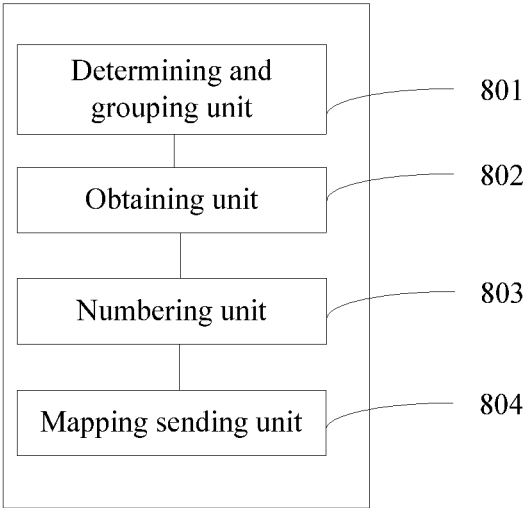 Determining and
grouping unit
801
Obtaining unit
802
Numbering unit
803
Mapping sending unit
804